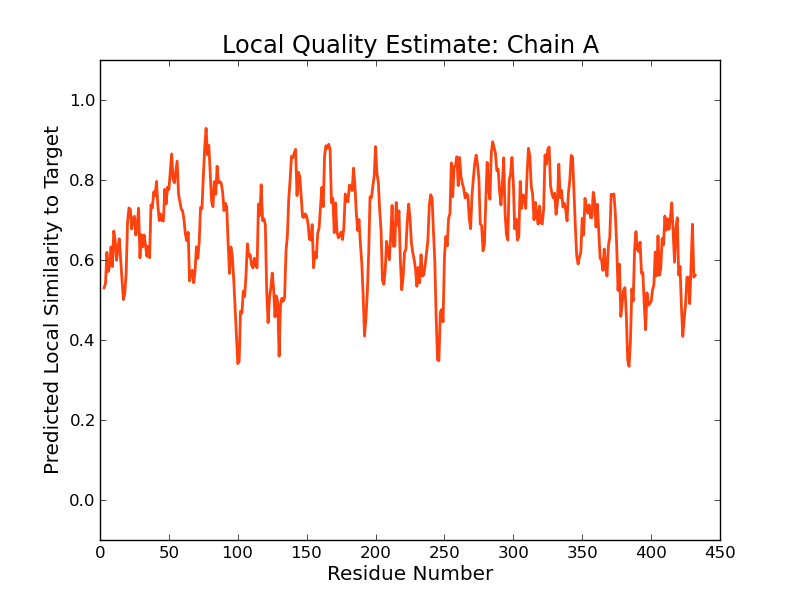 Local Quality Estimate: Chain A
Predicted Local Similarity to Target
1.0
0.8
0.6
0.4
0.2
0.0
0 50 100 150 200 250 300 350 400 450
Residue Number